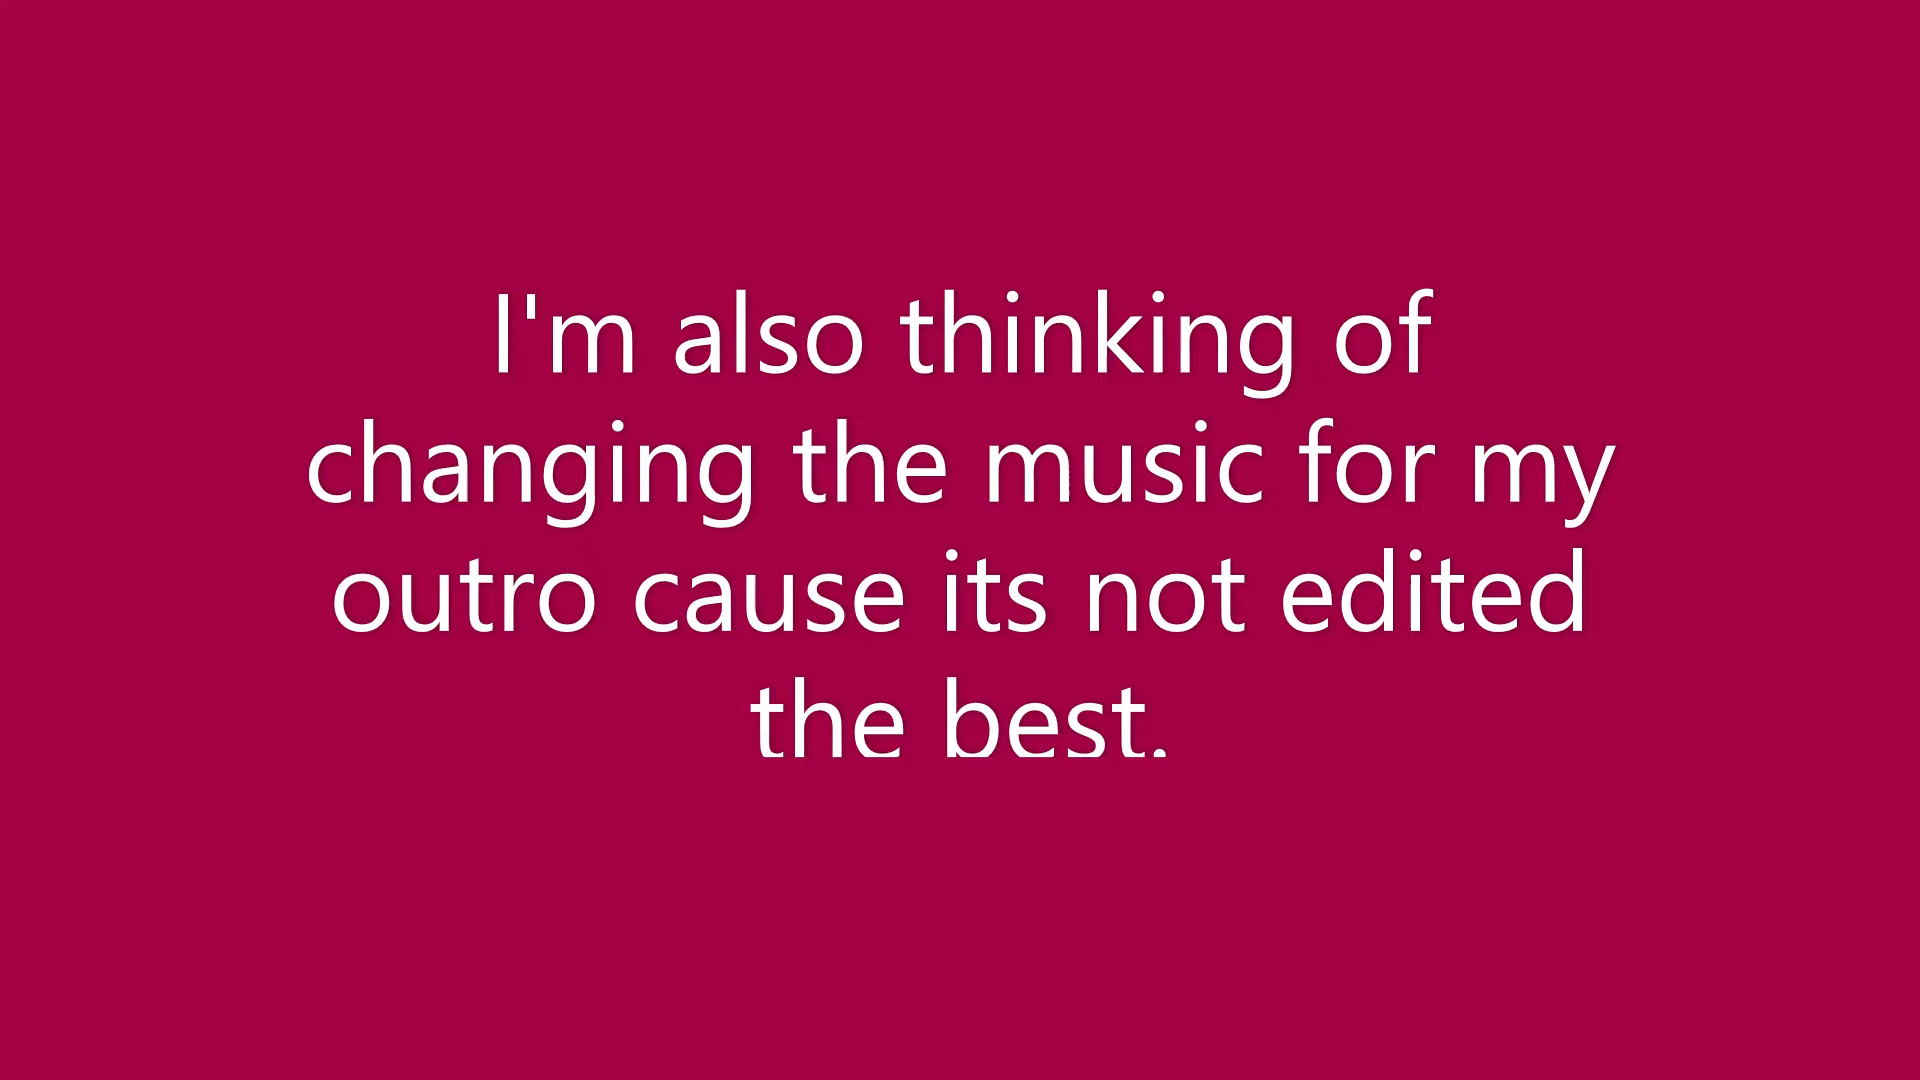 I'm also thinking of
changing the music for my
outro cause its not edited
the best.